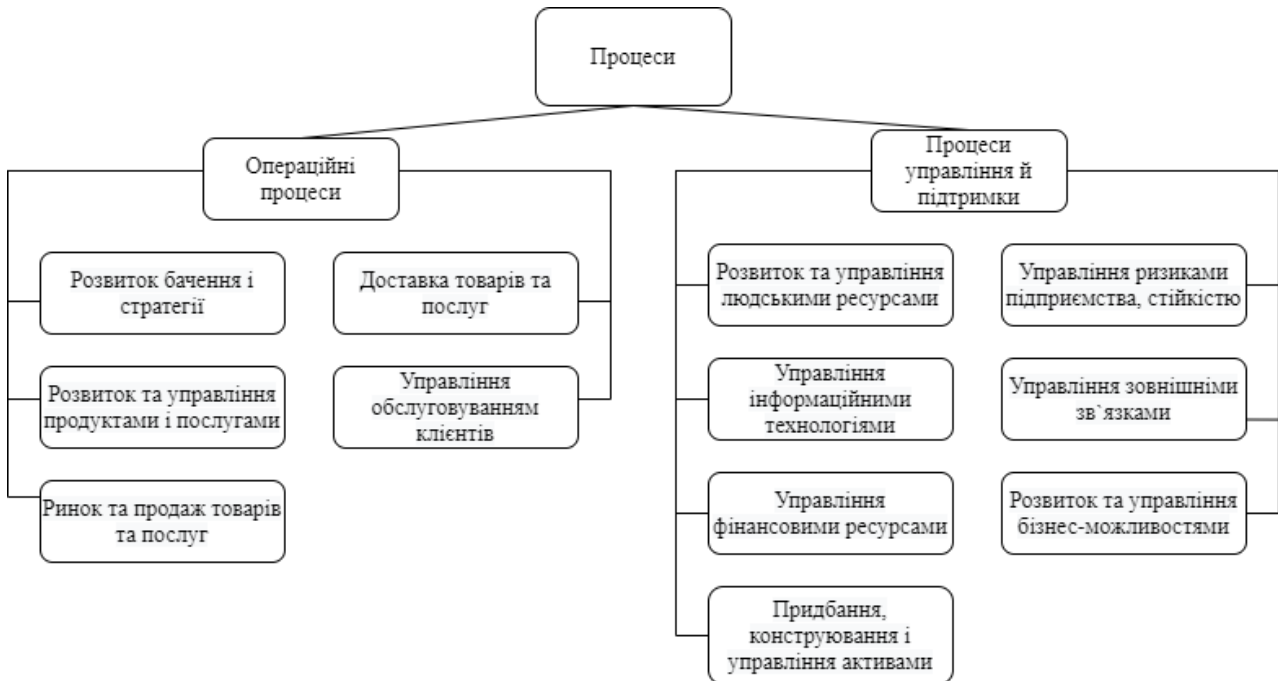 Процеси
Операційні
процеси
Розвиток бачення і
стратегії
Розвиток та управління
продуктами і послугами
Ринок та продаж товарів
та послуг
Доставка товарів та
послуг
Управління
обслуговуванням
клієнтів
Процеси
управління й
підтримки
Розвиток та управління
людськими ресурсами
Управління
інформаційними
технологіями
Управління
фінансовими ресурсами
Придбання,
конструювання і
управління активами
Управління ризиками
підприємства, стійкістю
Управління зовнішніми
зв`язками
Розвиток та управління
бізнес-можливостями